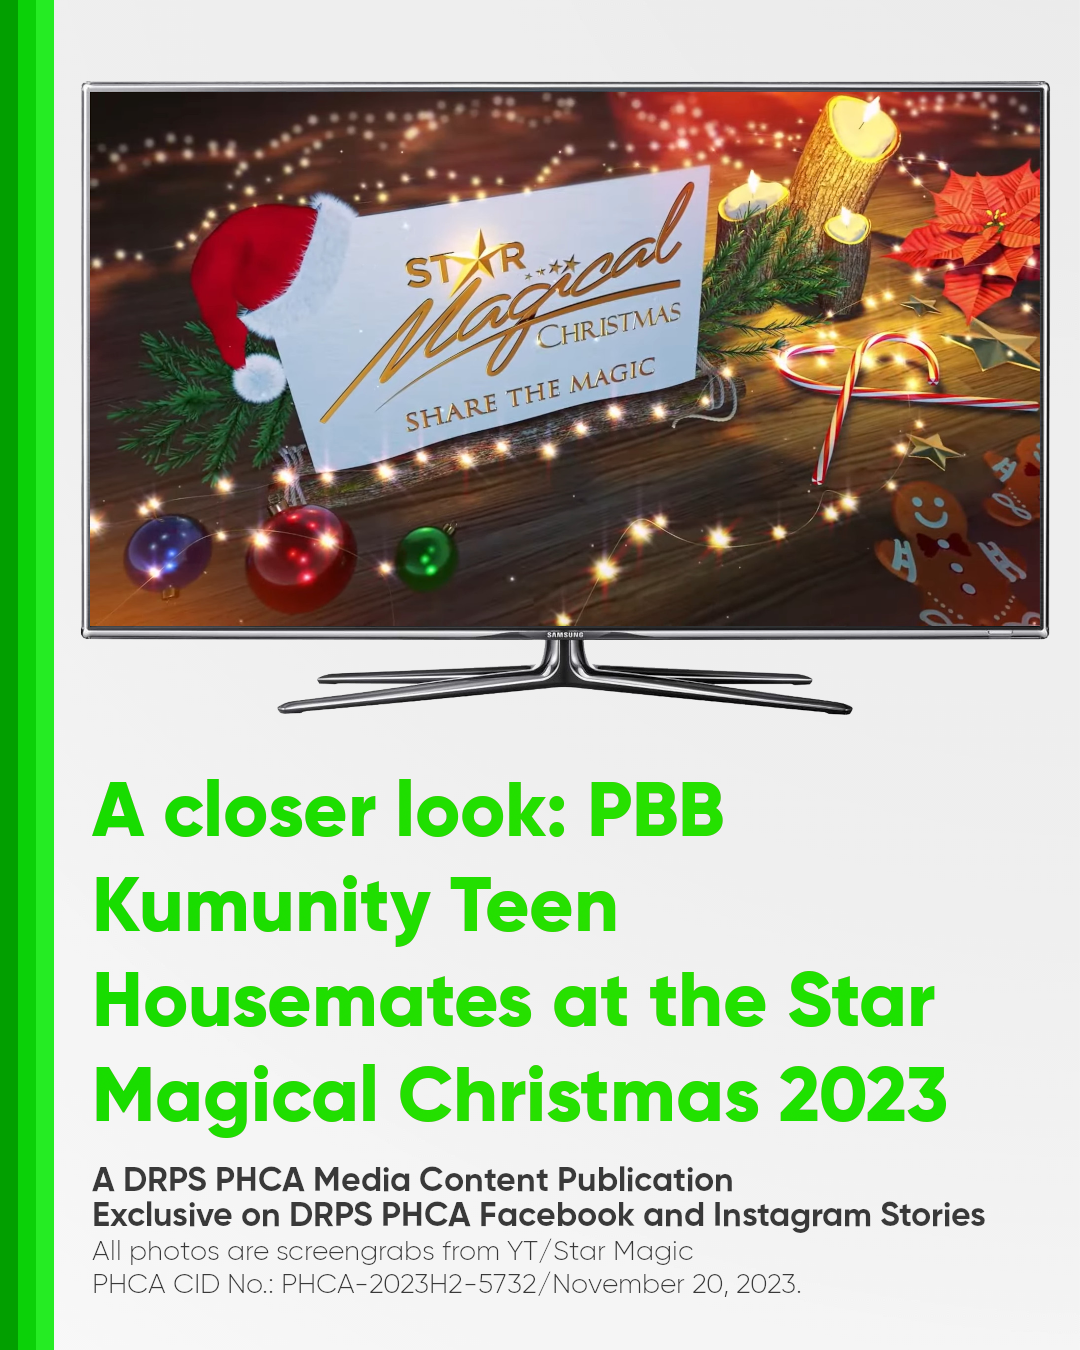 STAR
Magical
CHRISTMAS
SHARE THE MAGIC
SAMSUNG
A closer look: PBB
Kumunity Teen
Housemates at the Star
Magical Christmas 2023
A DRPS PHCA Media Content Publication
Exclusive on DRPS PHCA Facebook and Instagram Stories
All photos are screengrabs from YT/Star Magic
PHCA CID No.: PHCA-2023H2-5732/November 20, 2023.